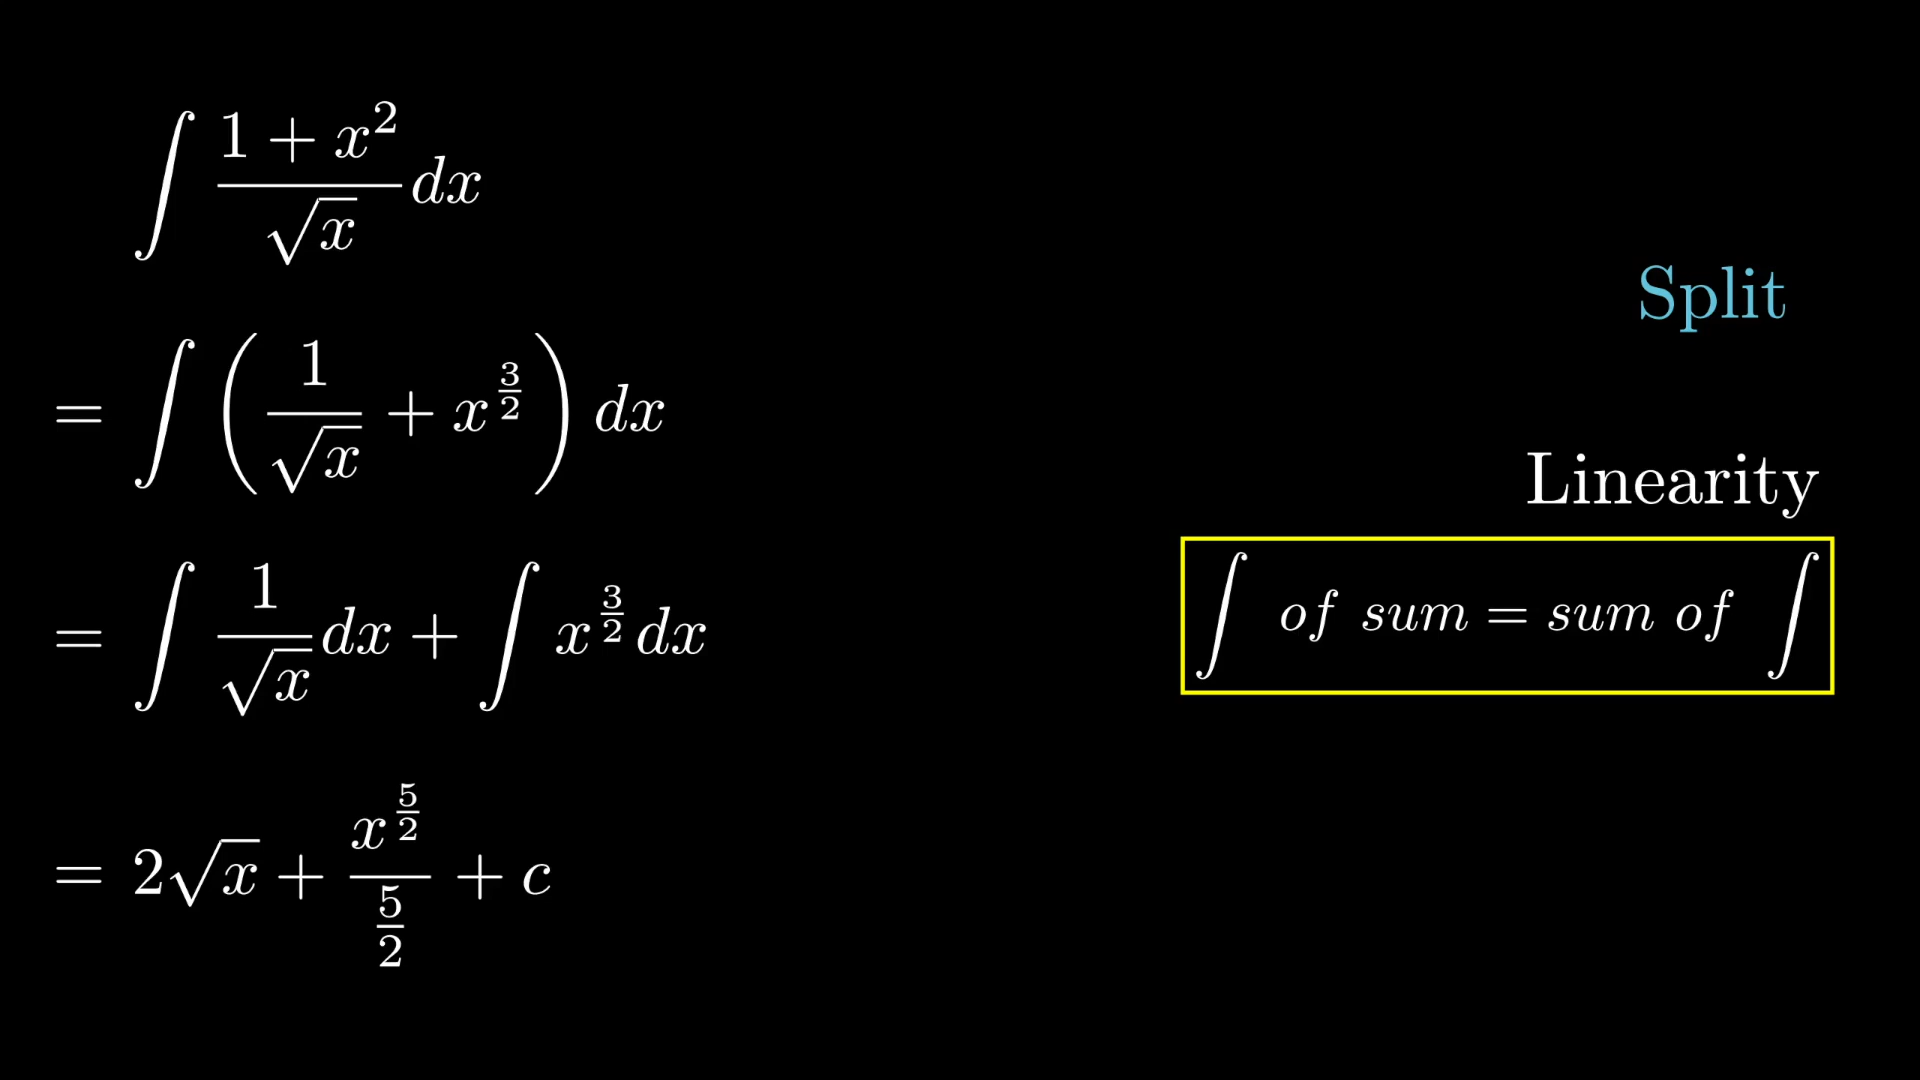 ∫ (1 + x²)/√x dx
Split
= ∫ (1/√x + x^(3/2)) dx
Linearity
= ∫ 1/√x dx + ∫ x^(3/2) dx
∫ of sum = sum of ∫
= 2√x + x^(5/2)/(5/2) + c